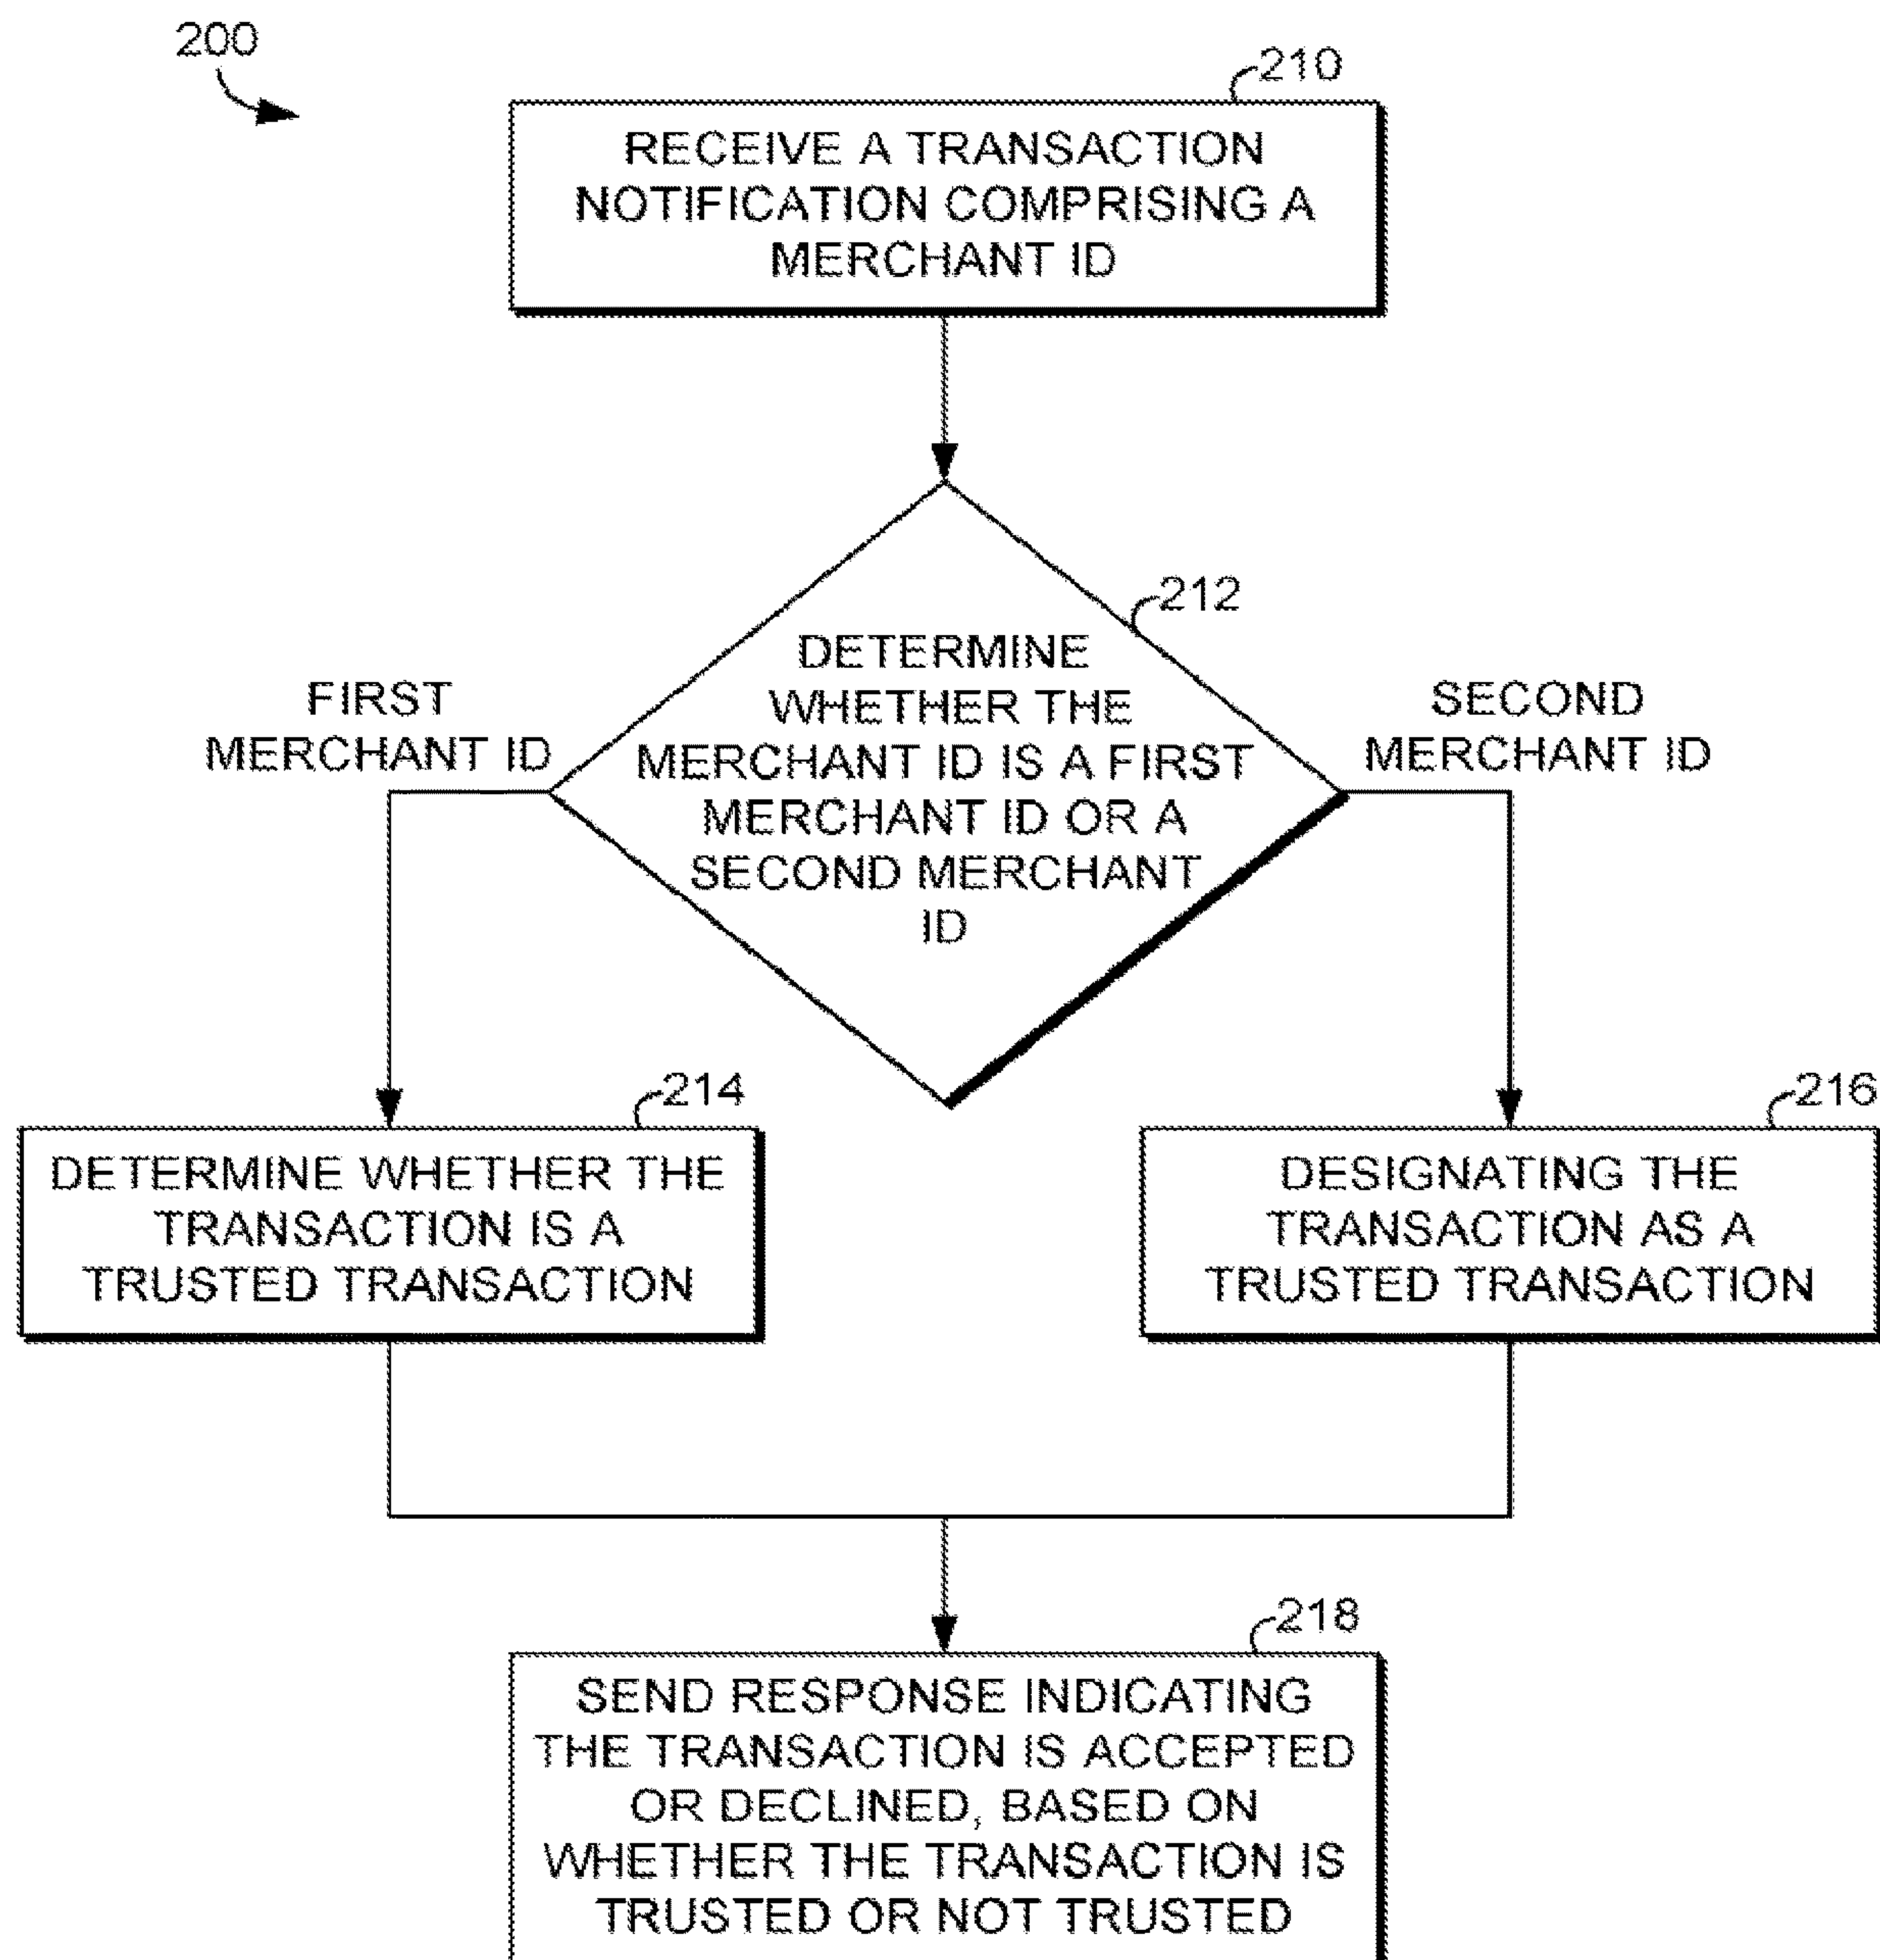 200
210
RECEIVE A TRANSACTION
NOTIFICATION COMPRISING A
MERCHANT ID
212
DETERMINE
WHETHER THE
MERCHANT ID IS A FIRST
MERCHANT ID OR A
SECOND MERCHANT
ID
FIRST
MERCHANT ID
SECOND
MERCHANT ID
214
DETERMINE WHETHER THE
TRANSACTION IS A
TRUSTED TRANSACTION
216
DESIGNATING THE
TRANSACTION AS A
TRUSTED TRANSACTION
218
SEND RESPONSE INDICATING
THE TRANSACTION IS ACCEPTED
OR DECLINED, BASED ON
WHETHER THE TRANSACTION IS
TRUSTED OR NOT TRUSTED